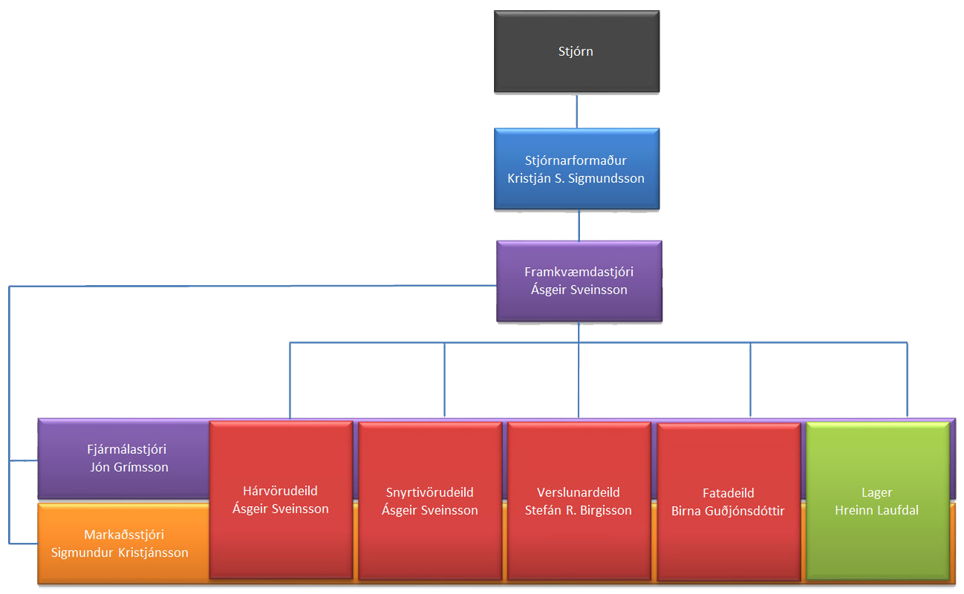 Stjórn
Stjórnarformaður
Kristján S. Sigmundsson
Framkvæmdastjóri
Ásgeir Sveinsson
Fjármálastjóri
Jón Grímsson
Markaðsstjóri
Sigmundur Kristjánsson
Hárvörudeild
Ásgeir Sveinsson
Snyrtivörudeild
Ásgeir Sveinsson
Verslunardeild
Stefán R. Birgisson
Fatadeild
Birna Guðjónsdóttir
Lager
Hreinn Laufdal